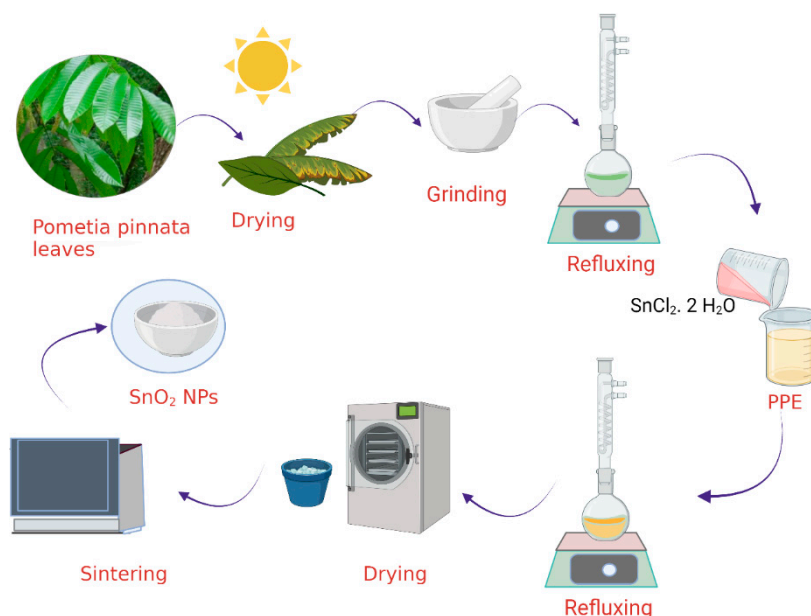 Pometia pinnata
leaves
Drying
Grinding
Refluxing
SnCl₂. 2 H₂O
PPE
Refluxing
Drying
Sintering
SnO₂ NPs